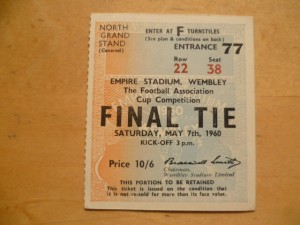 NORTH
GRAND
STAND
(Covered)
ENTER AT F TURNSTILES
(See plan & conditions on back)
ENTRANCE 77
Row Seat
22 38
EMPIRE STADIUM, WEMBLEY
The Football Association
Cup Competition
FINAL TIE
SATURDAY, MAY 7th, 1960
KICK-OFF 3 p.m.
Price 10/6
Chairman,
Wembley Stadium Limited
THIS PORTION TO BE RETAINED
This ticket is issued on the condition that
it is not re-sold for more than its face value.